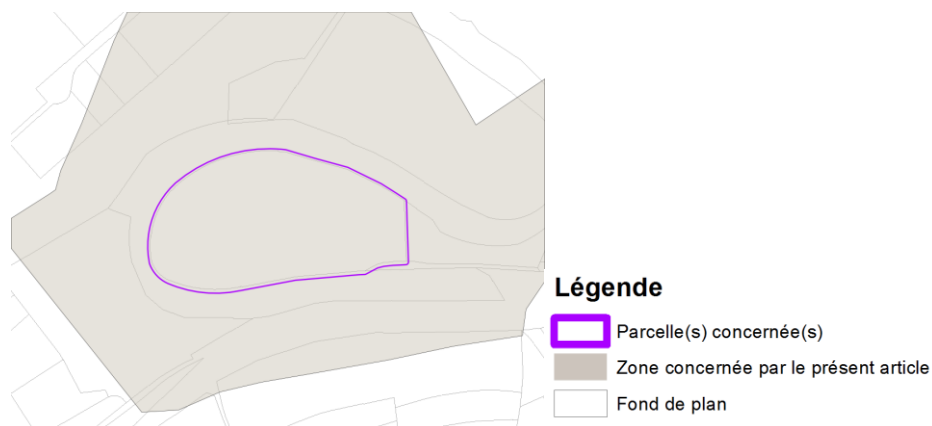 Légende
Parcelle(s) concernée(s)
Zone concernée par le présent article
Fond de plan